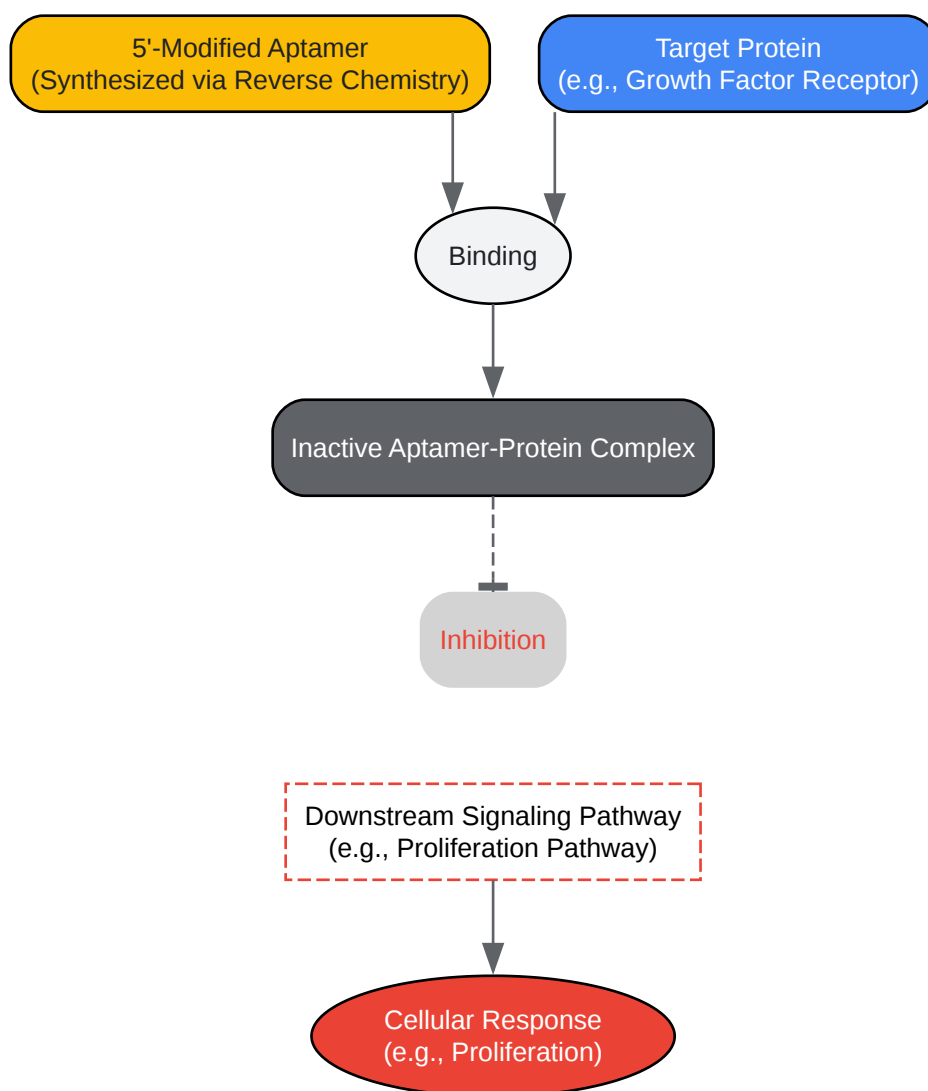 5'-Modified Aptamer
(Synthesized via Reverse Chemistry)
Target Protein
(e.g., Growth Factor Receptor)
Binding
Inactive Aptamer-Protein Complex
Inhibition
Downstream Signaling Pathway
(e.g., Proliferation Pathway)
Cellular Response
(e.g., Proliferation)